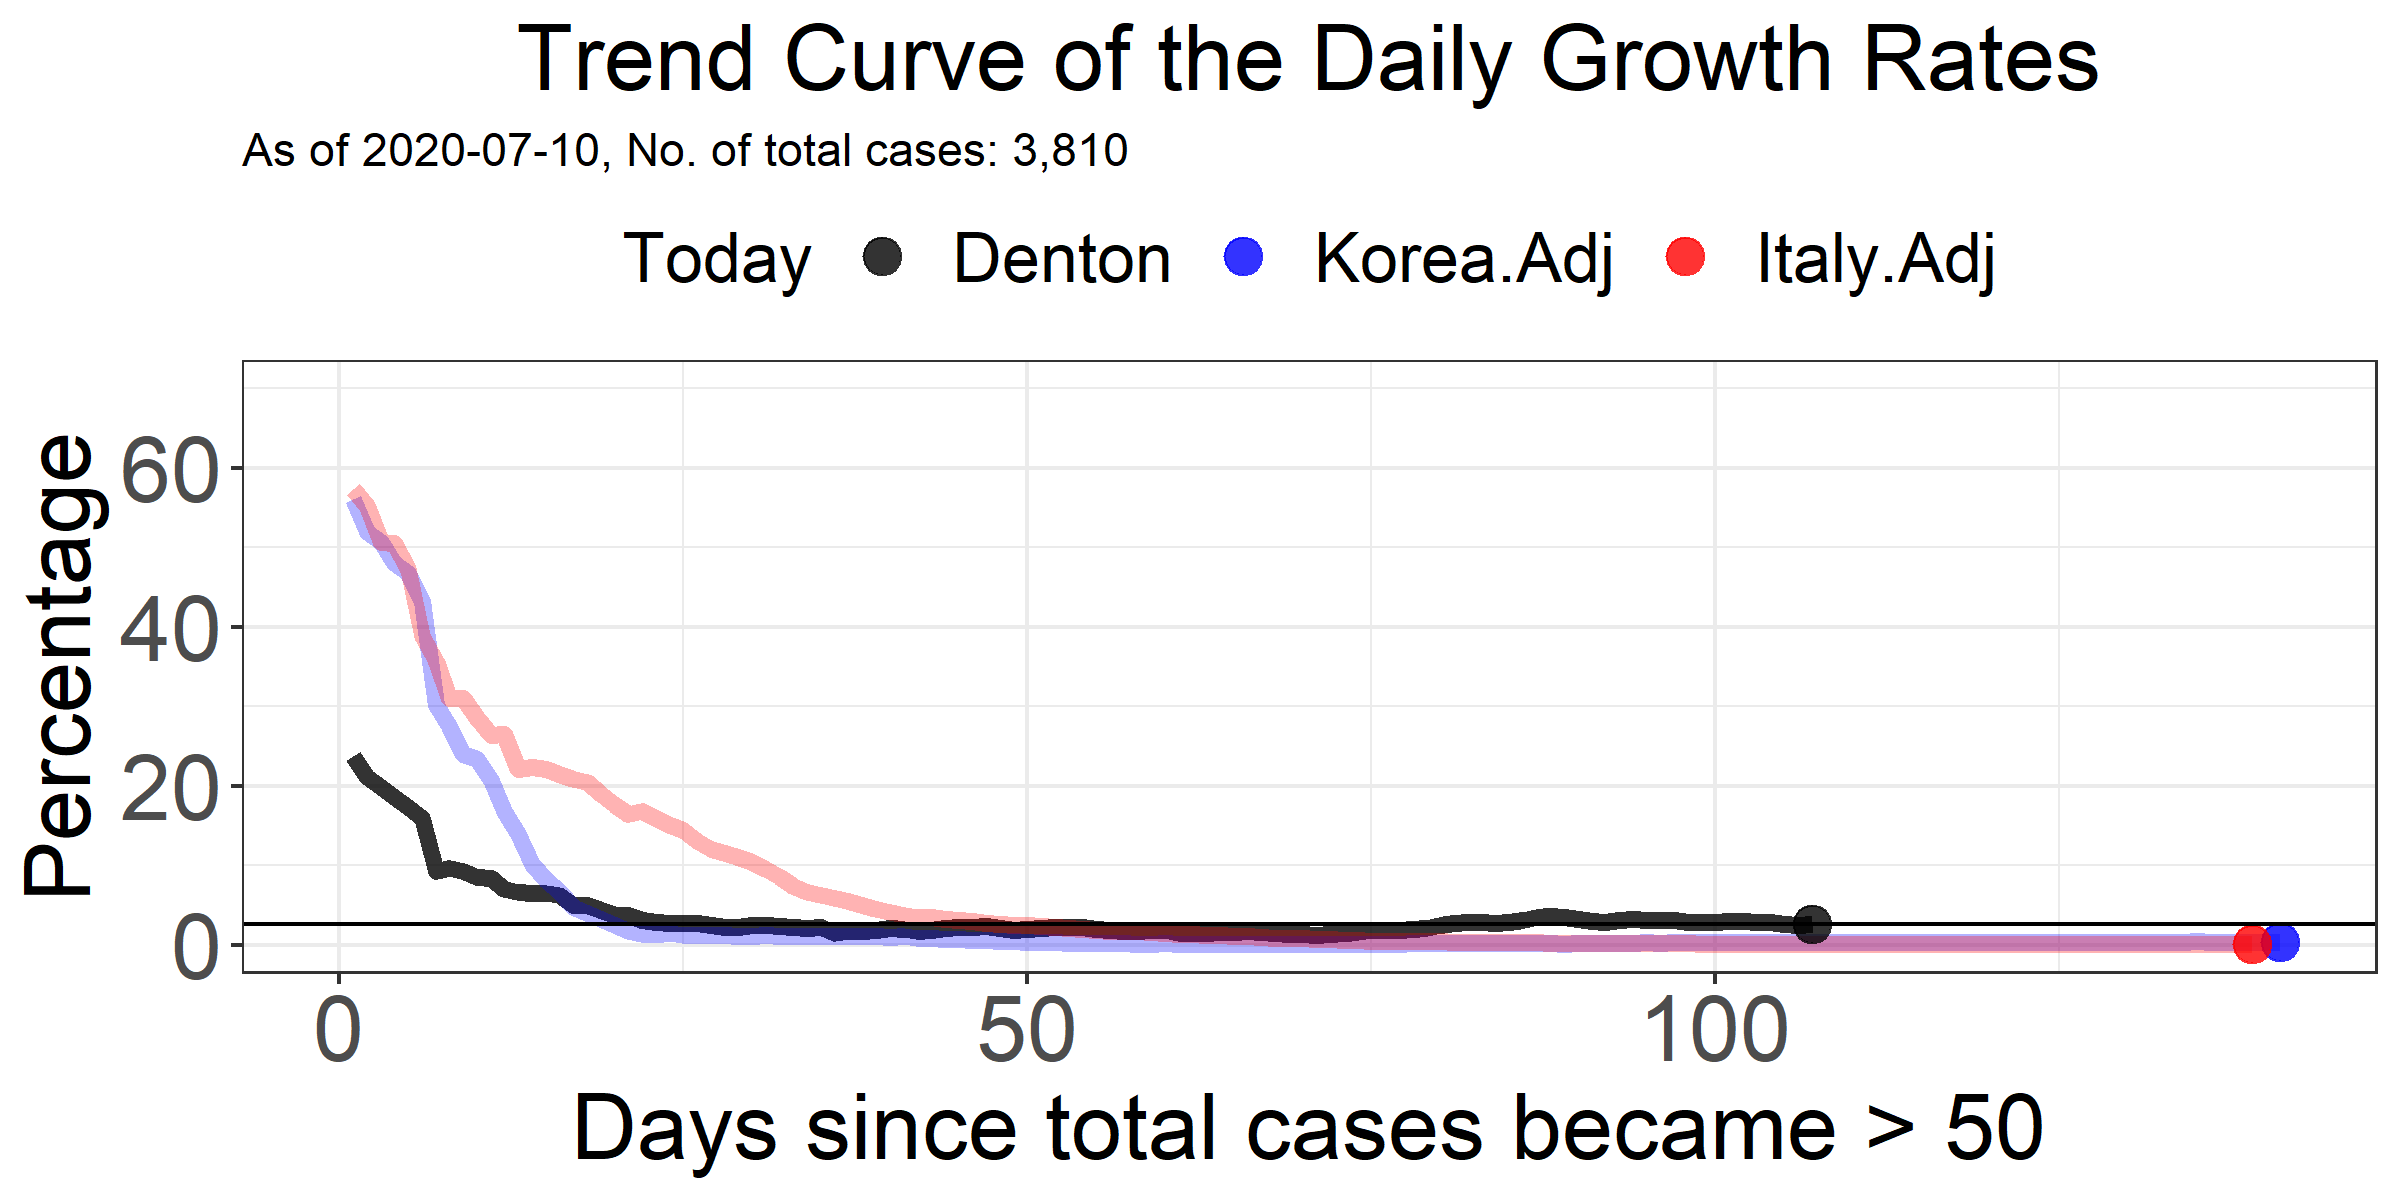 Trend Curve of the Daily Growth Rates
As of 2020-07-10, No. of total cases: 3,810
Today Denton Korea.Adj Italy.Adj
Percentage
60
40
20
0
0 50 100
Days since total cases became > 50